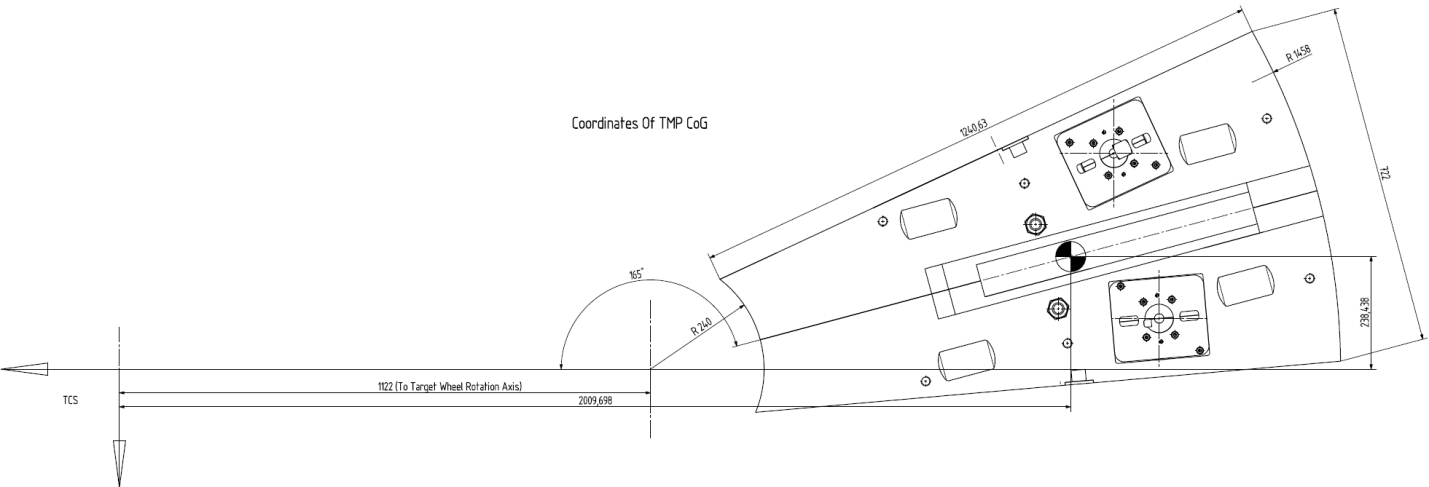 R 1458
Coordinates Of TMP CoG
1240,63
722
165°
R 240
238,438
1122 (To Target Wheel Rotation Axis)
TCS
2009,698